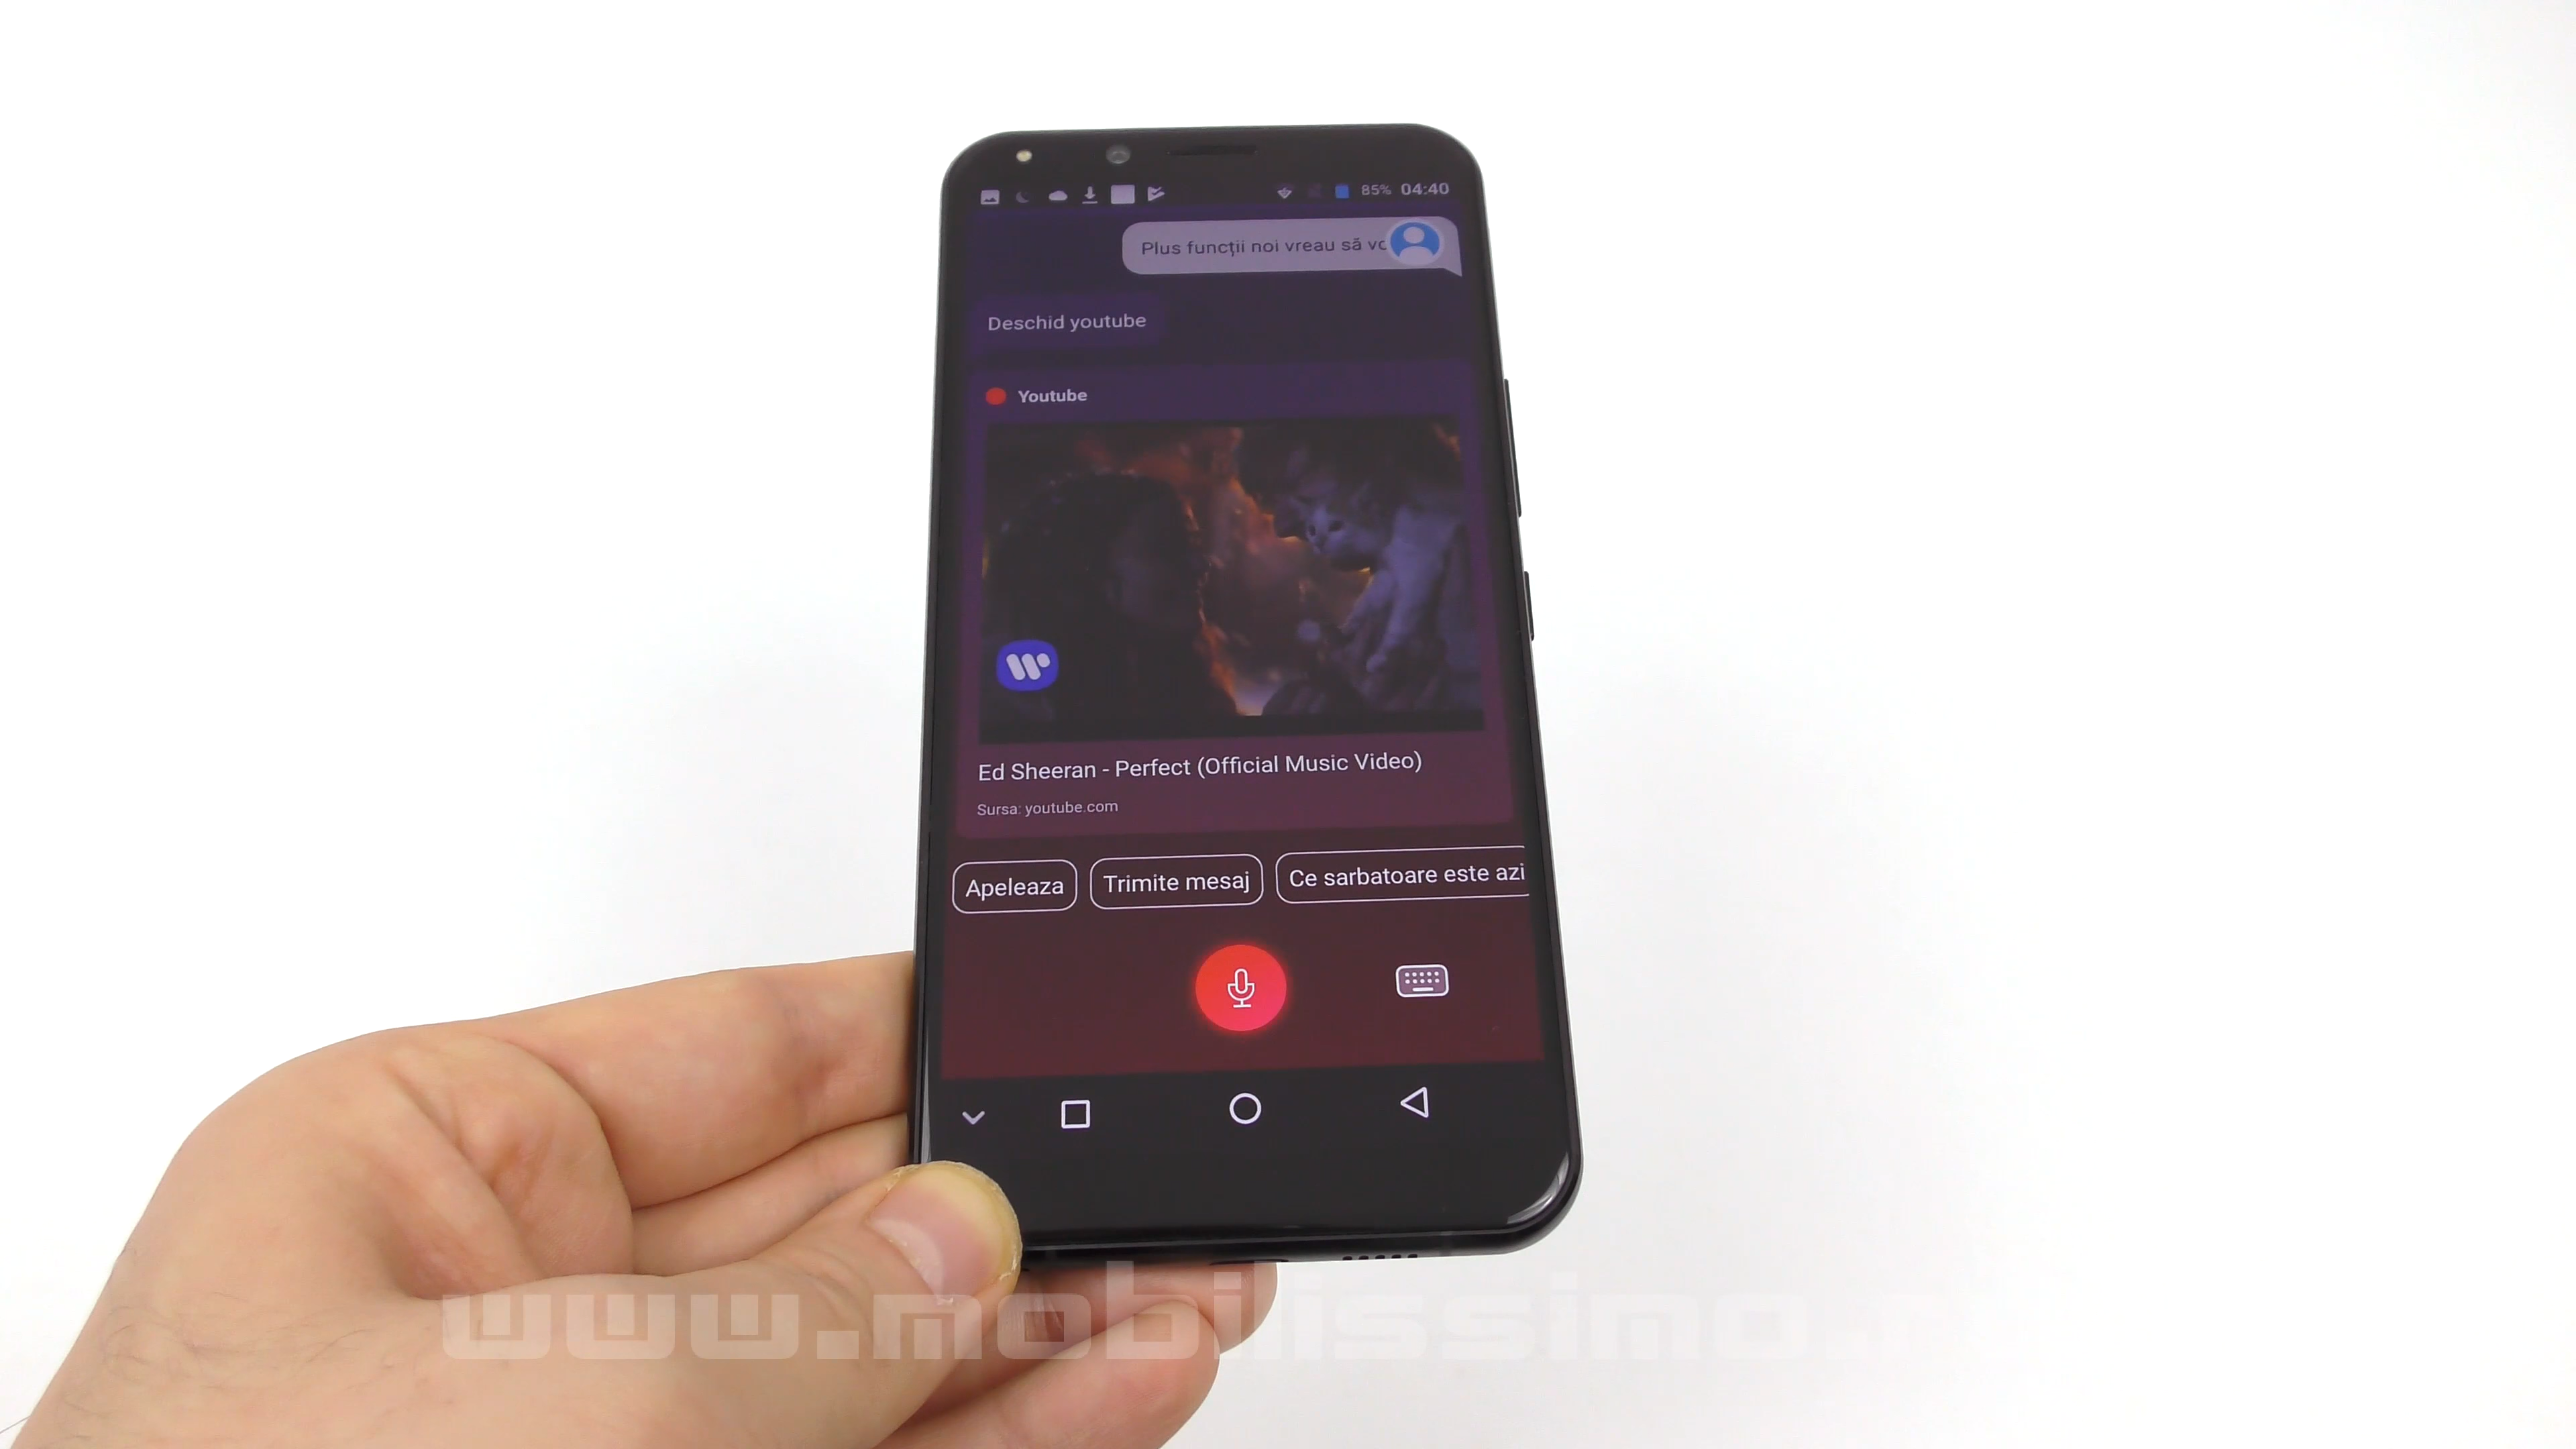 85% 04:40
Plus funcții noi vreau să
Deschid youtube
Youtube
Ed Sheeran - Perfect (Official Music Video)
Sursa: youtube.com
Apeleaza
Trimite mesaj
Ce sarbatoare este azi
www.mobilissimo.